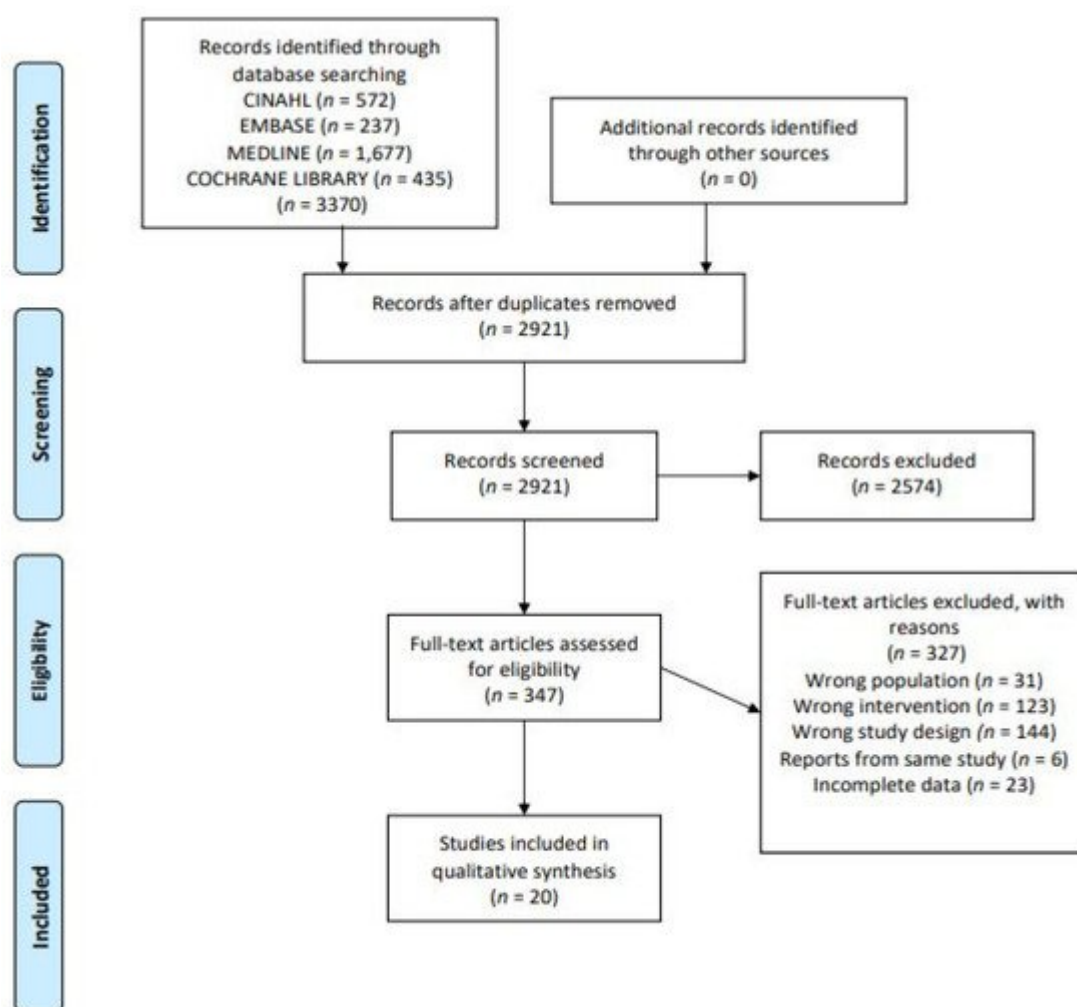 Identification
Records identified through
database searching
CINAHL (n = 572)
EMBASE (n = 237)
MEDLINE (n = 1,677)
COCHRANE LIBRARY (n = 435)
(n = 3370)
Additional records identified
through other sources
(n = 0)
Records after duplicates removed
(n = 2921)
Screening
Records screened
(n = 2921)
Records excluded
(n = 2574)
Eligibility
Full-text articles assessed
for eligibility
(n = 347)
Full-text articles excluded, with
reasons
(n = 327)
Wrong population (n = 31)
Wrong intervention (n = 123)
Wrong study design (n = 144)
Reports from same study (n = 6)
Incomplete data (n = 23)
Included
Studies included in
qualitative synthesis
(n = 20)